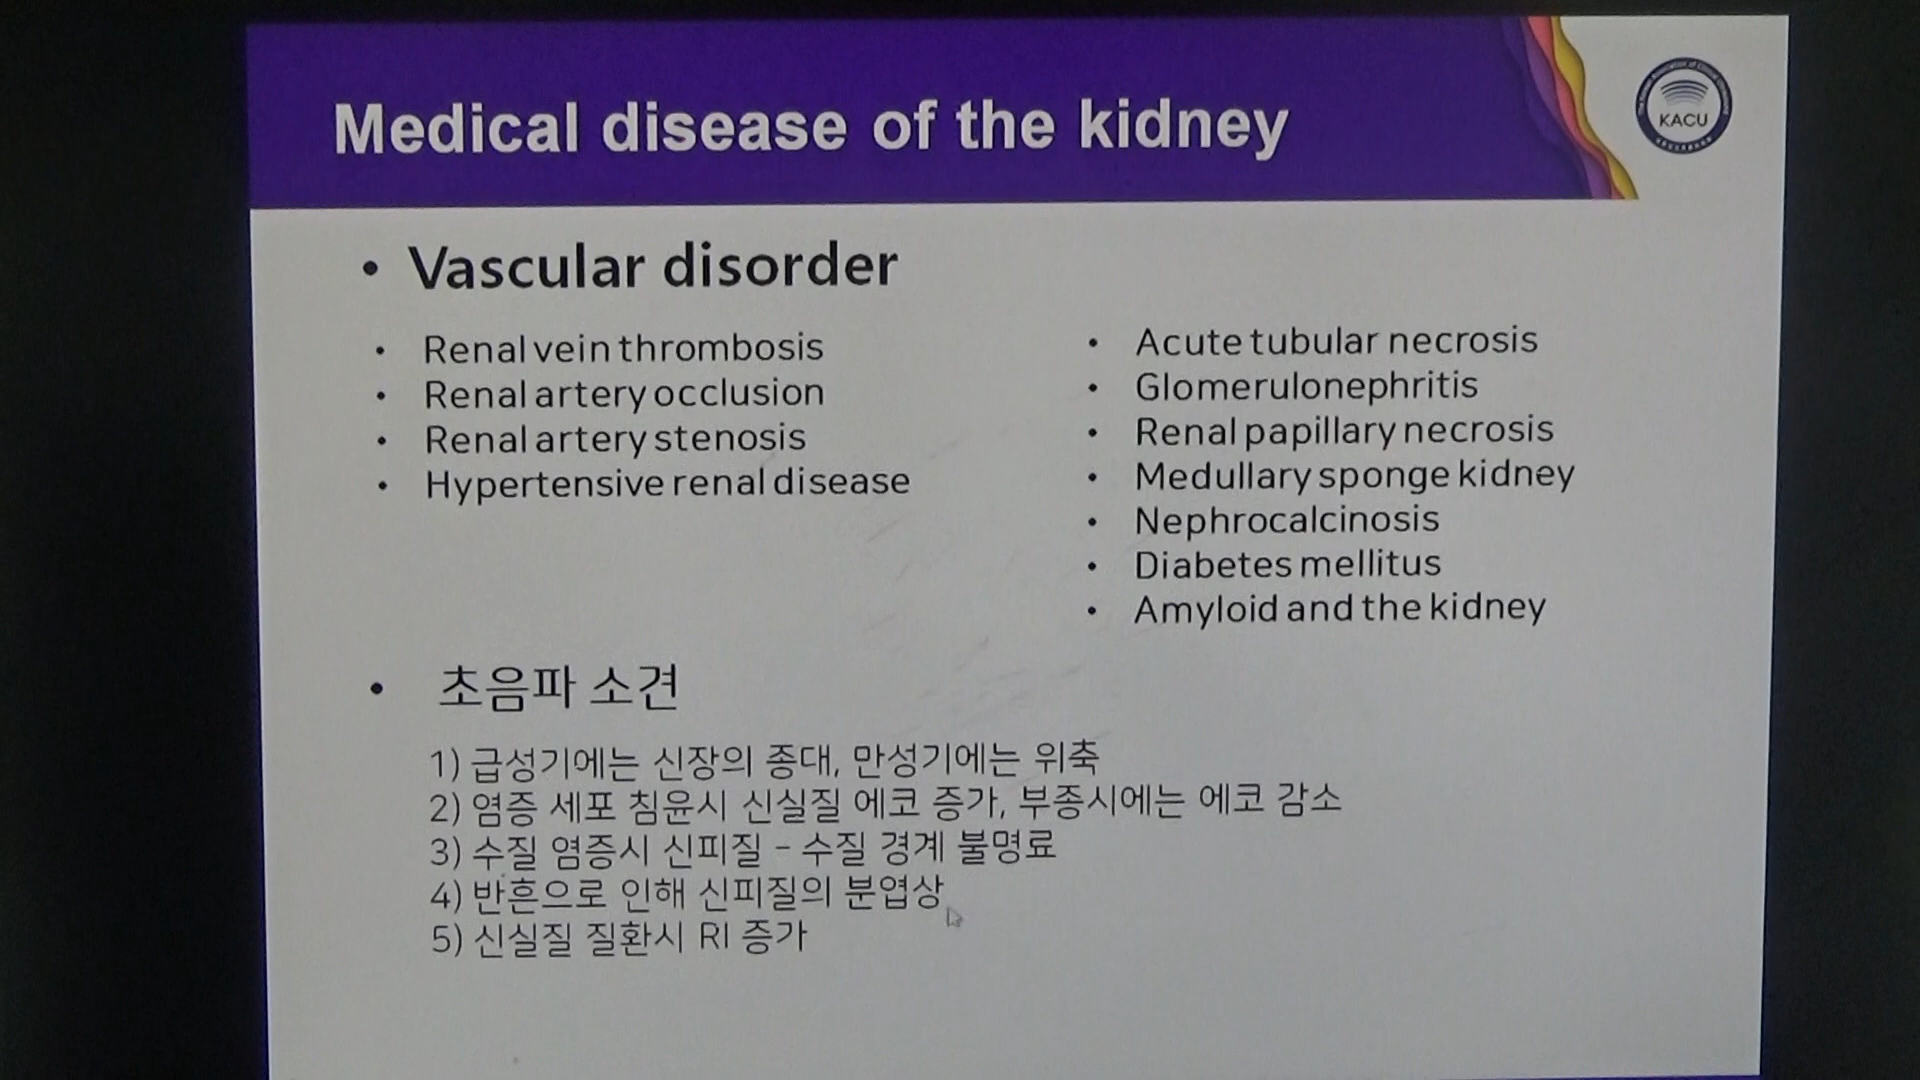 Medical disease of the kidney
KACU
• Vascular disorder
• Renal vein thrombosis
• Renal artery occlusion
• Renal artery stenosis
• Hypertensive renal disease
• Acute tubular necrosis
• Glomerulonephritis
• Renal papillary necrosis
• Medullary sponge kidney
• Nephrocalcinosis
• Diabetes mellitus
• Amyloid and the kidney
• 초음파 소견
1) 급성기에는 신장의 종대, 만성기에는 위축
2) 염증 세포 침윤시 신실질 에코 증가, 부종시에는 에코 감소
3) 수질 염증시 신피질 - 수질 경계 불명료
4) 반흔으로 인해 신피질의 분엽상
5) 신실질 질환시 RI 증가